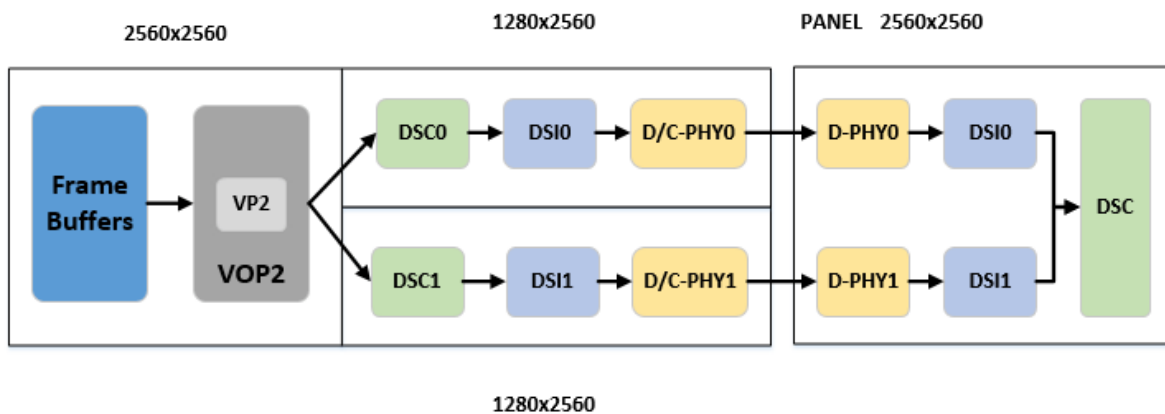 2560x2560
1280x2560
PANEL 2560x2560
Frame
Buffers
VP2
VOP2
DSC0
DSI0
D/C-PHY0
D-PHY0
DSI0
DSC
DSC1
DSI1
D/C-PHY1
D-PHY1
DSI1
1280x2560